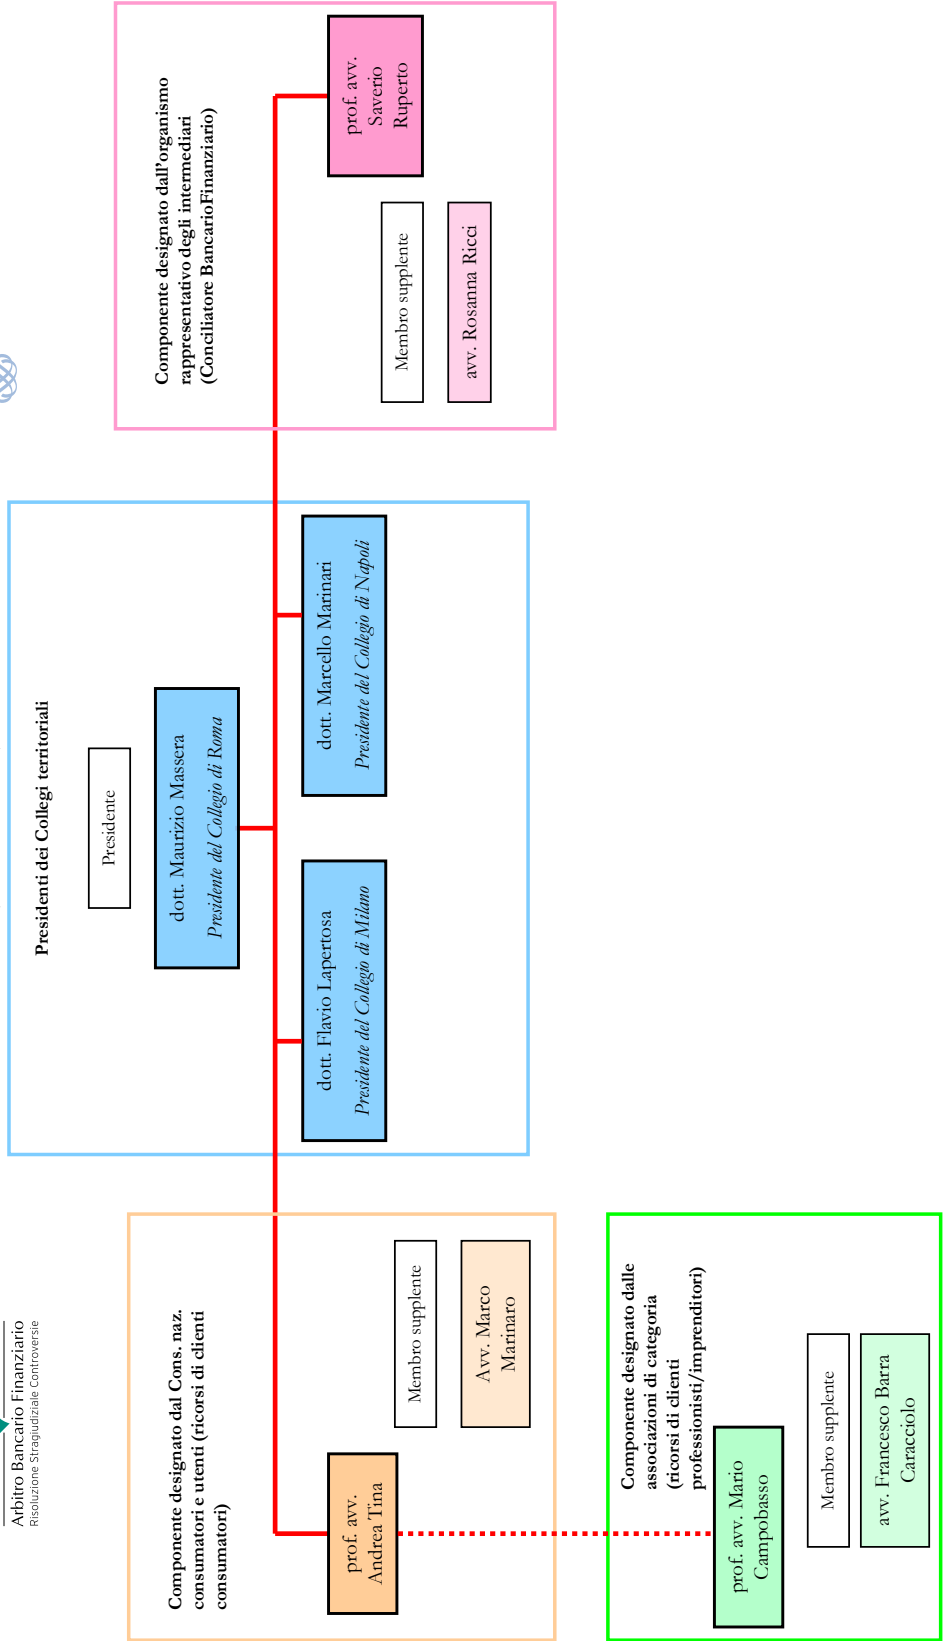 Arbitro Bancario Finanziario
Risoluzione Stragiudiziale Controversie
Presidenti dei Collegi territoriali
Presidente
dott. Maurizio Massera
Presidente del Collegio di Roma
dott. Flavio Lapertosa
Presidente del Collegio di Milano
dott. Marcello Marinari
Presidente del Collegio di Napoli
Componente designato dal Cons. naz.
consumatori e utenti (ricorsi di clienti
consumatori)
prof. avv.
Andrea Tina
Membro supplente
Avv. Marco
Marinaro
Componente designato dall'organismo
rappresentativo degli intermediari
(Conciliatore BancarioFinanziario)
prof. avv.
Saverio
Ruperto
Membro supplente
avv. Rosanna Ricci
Componente designato dalle
associazioni di categoria
(ricorsi di clienti
professionisti/imprenditori)
prof. avv. Mario
Campobasso
Membro supplente
avv. Francesco Barra
Caracciolo